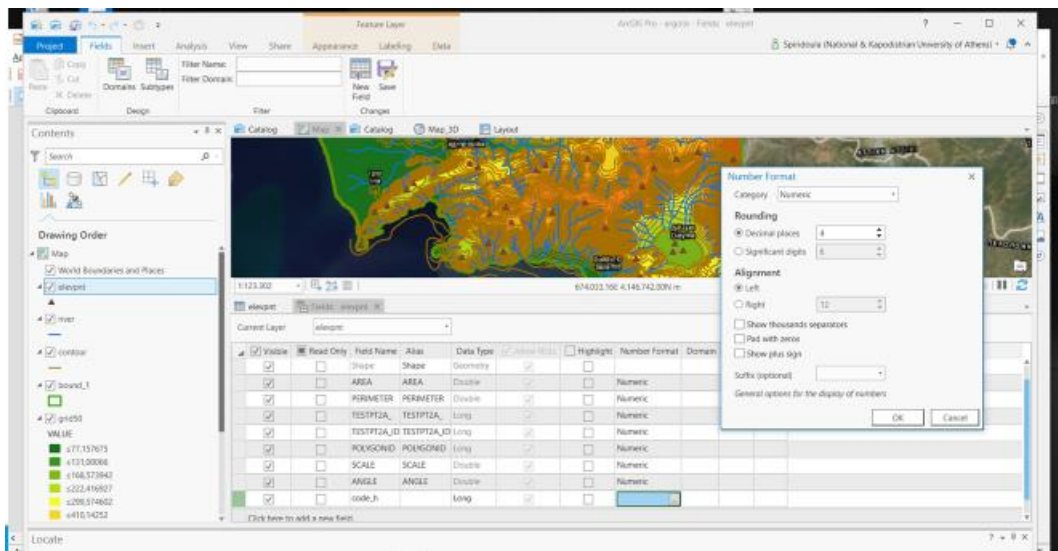 Feature Layer
ArcGIS Pro - argolis - Fields: elevpnt
? – □ ×
Project Fields Insert Analysis View Share Appearance Labeling Data
Spiridoula (National & Kapodistrian University of Athens)
Paste
Copy
Cut
Delete
Domains Subtypes
Filter Name:
Filter Domain:
New Field
Save
Clipboard Design Filter Changes
Contents
Search
Drawing Order
Map
World Boundaries and Places
elevpnt
river
contour
bound_1
grid50
VALUE
≤77,157675
≤131,00066
≤168,573942
≤222,416927
≤299,574602
≤410,14252
Catalog Map Catalog Map_3D Layout
1:123.302
674.033,16E 4.146.742,00N m
elevpnt Fields: elevpnt
Current Layer elevpnt
Visible Read Only Field Name Alias Data Type Allow NULL Highlight Number Format Domain
Shape Shape Geometry
AREA AREA Double Numeric
PERIMETER PERIMETER Double Numeric
TESTPT2A_ TESTPT2A_ Long Numeric
TESTPT2A_ID TESTPT2A_ID Long Numeric
POLYGONID POLYGONID Long Numeric
SCALE SCALE Double Numeric
ANGLE ANGLE Double Numeric
code_h Long
Click here to add a new field.
Number Format
Category Numeric
Rounding
Decimal places 4
Significant digits 6
Alignment
Left
Right 12
Show thousands separators
Pad with zeros
Show plus sign
Suffix (optional)
General options for the display of numbers
OK Cancel
Locate